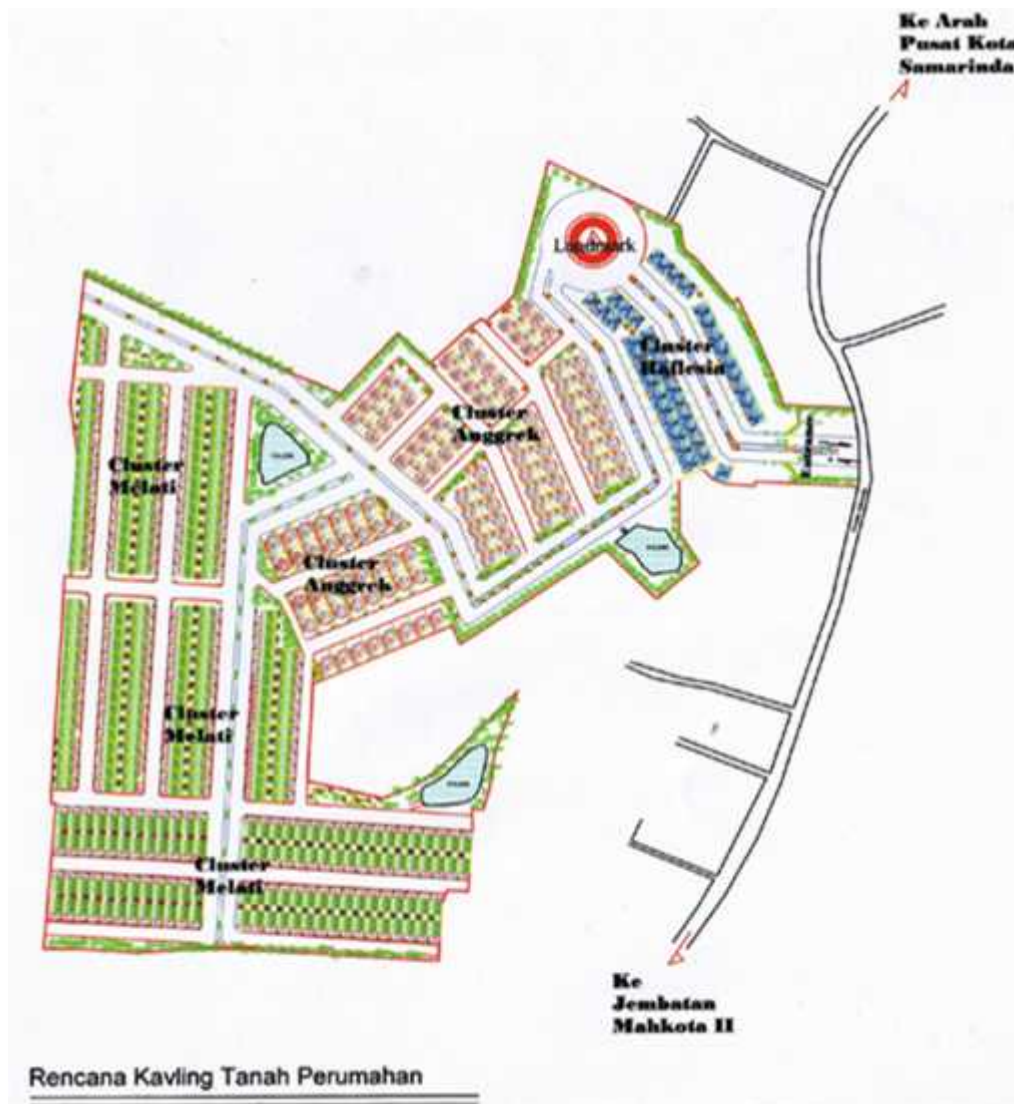 Ke Arah
Pusat Kota
Samarinda
Landmark
Cluster
Raflesia
Cluster
Anggrek
Entrance
Cluster
Melati
Cluster
Anggrek
Cluster
Melati
Cluster
Melati
Ke
Jembatan
Mahkota II
Rencana Kavling Tanah Perumahan